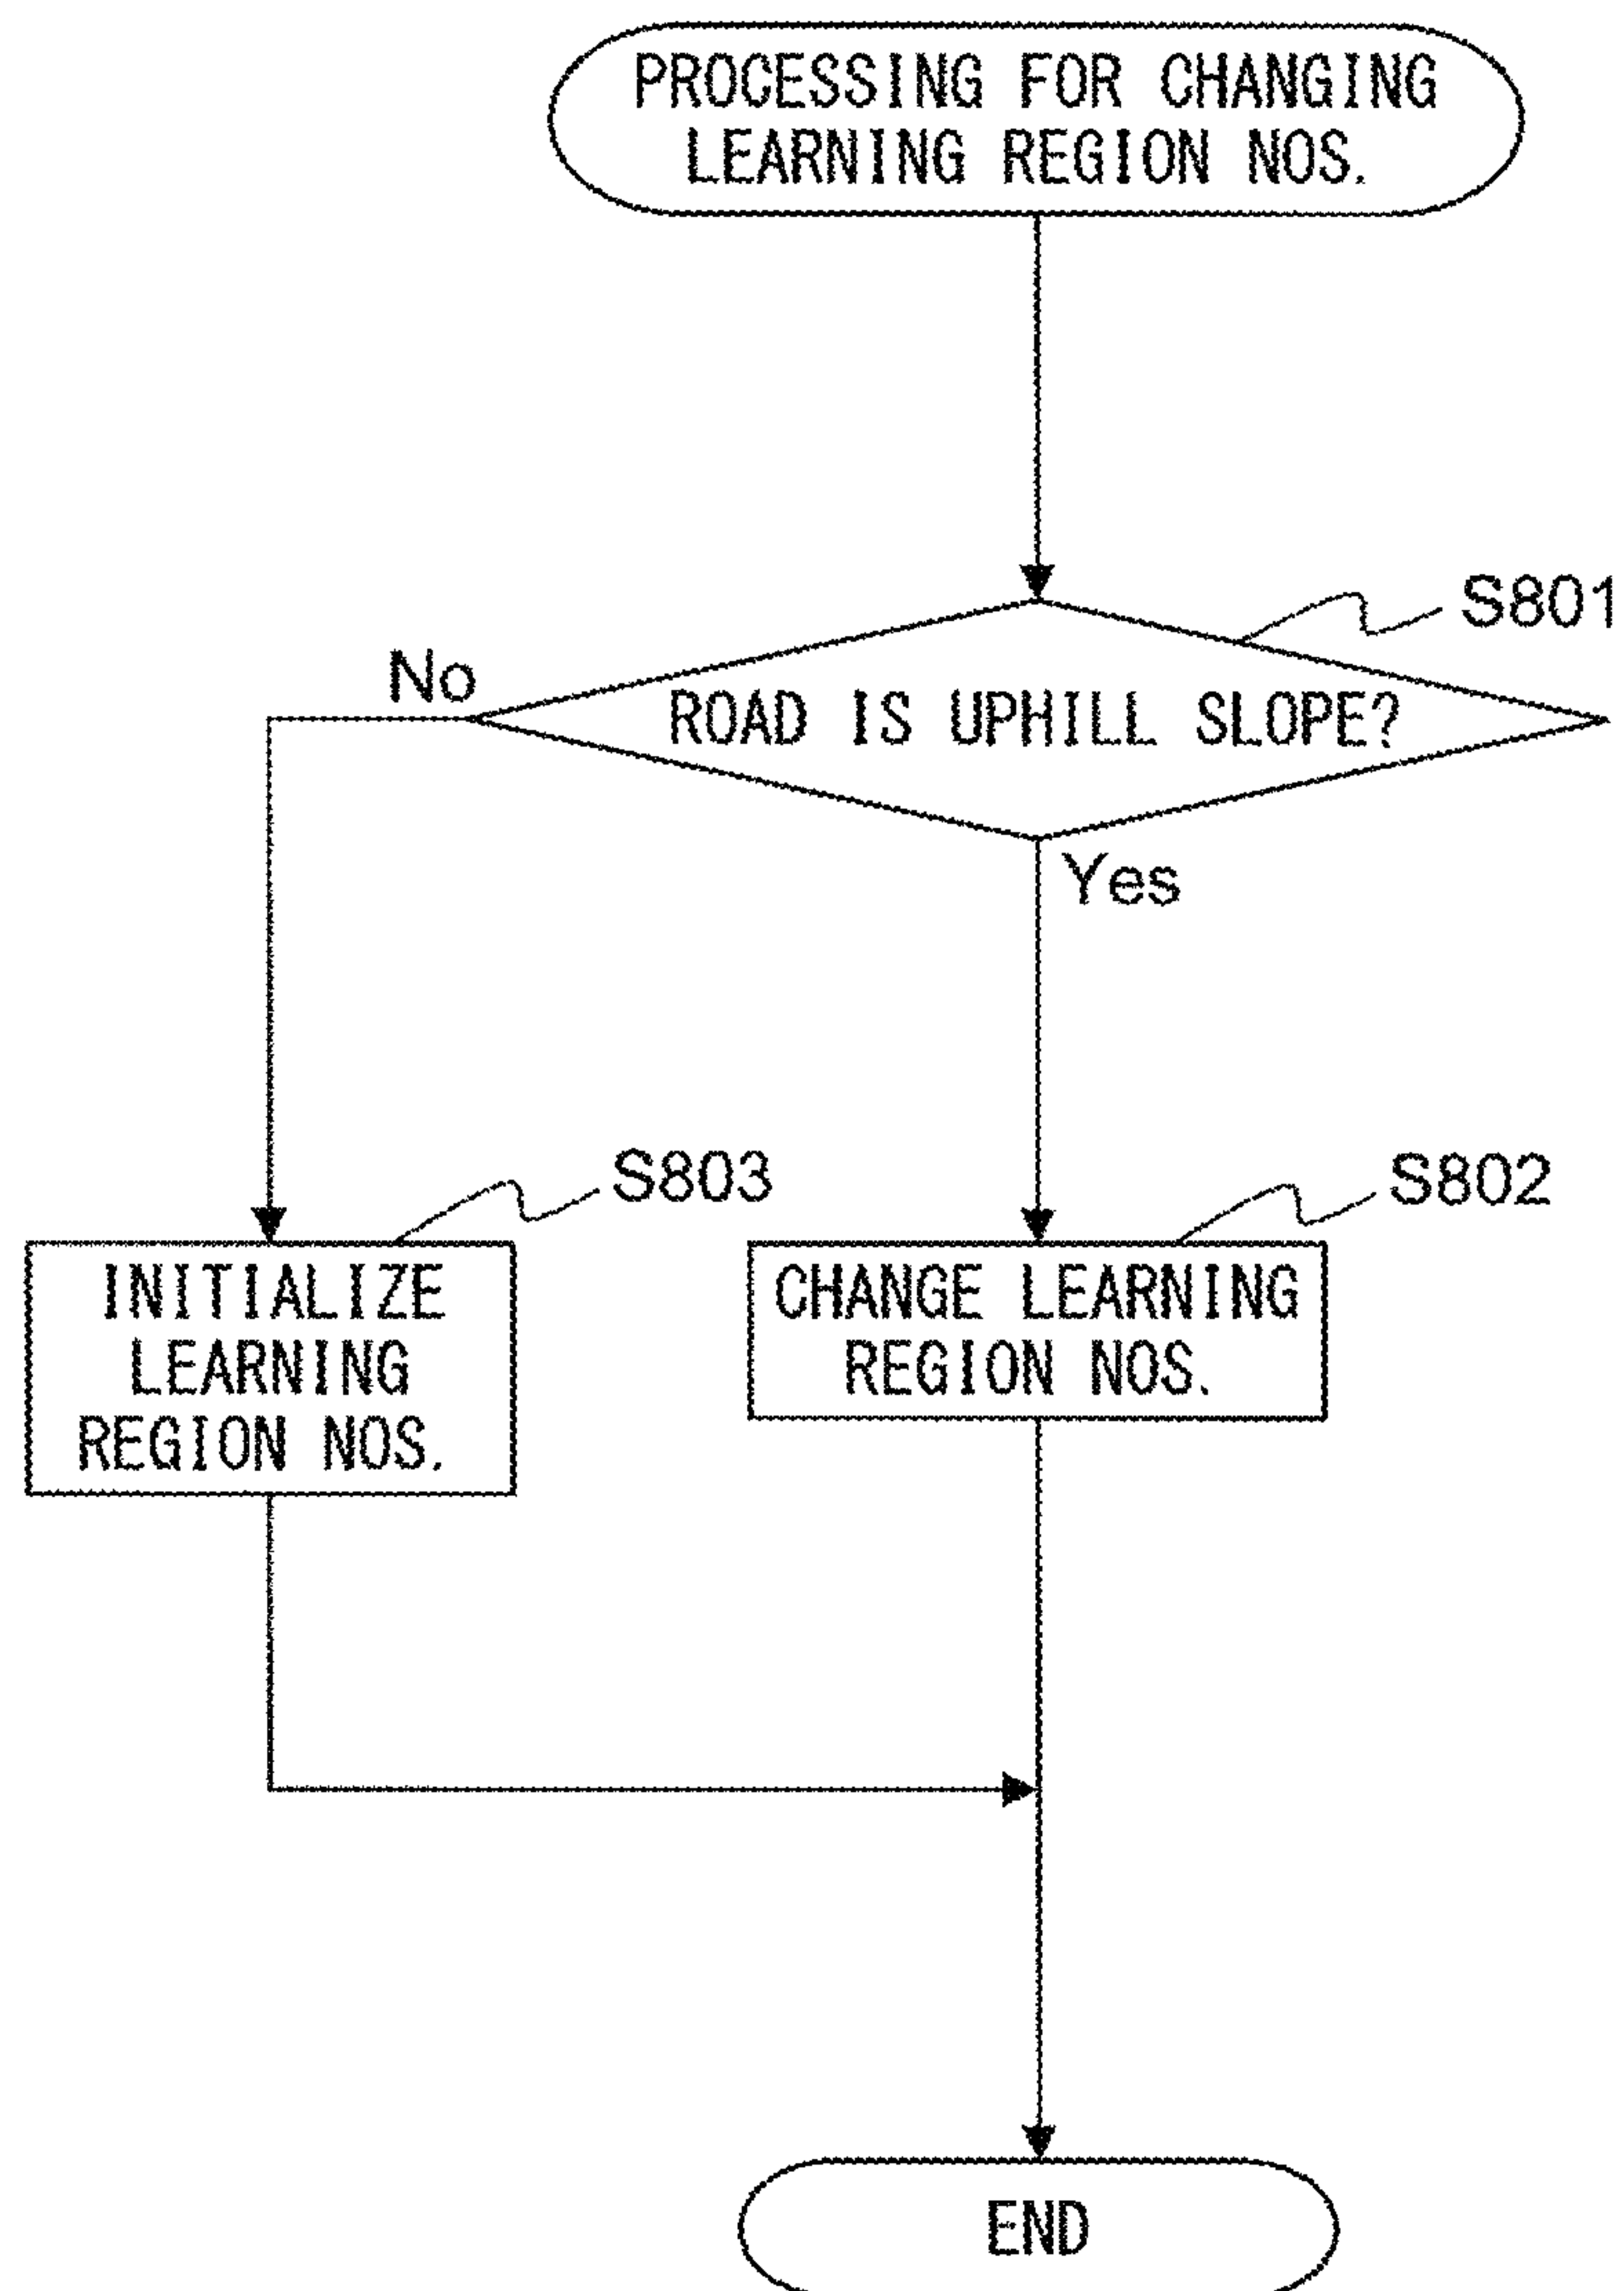 PROCESSING FOR CHANGING
LEARNING REGION NOS.
S801
No
ROAD IS UPHILL SLOPE?
Yes
S803
S802
INITIALIZE
LEARNING
REGION NOS.
CHANGE LEARNING
REGION NOS.
END